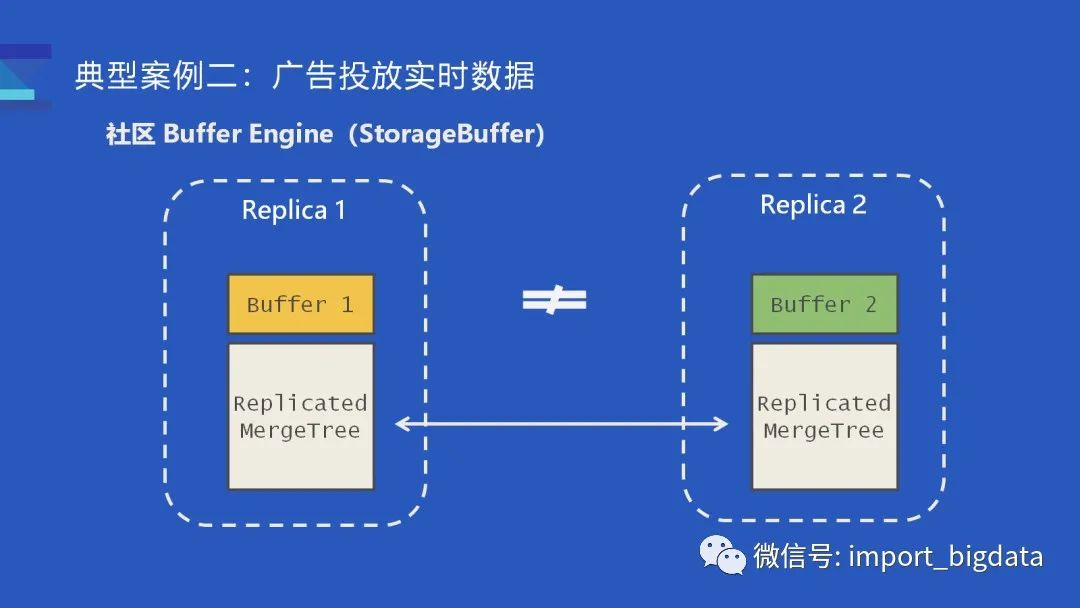 典型案例二：广告投放实时数据
社区 Buffer Engine（StorageBuffer）
Replica 1
Replica 2
Buffer 1
≠
Buffer 2
Replicated
MergeTree
Replicated
MergeTree
微信号: import_bigdata